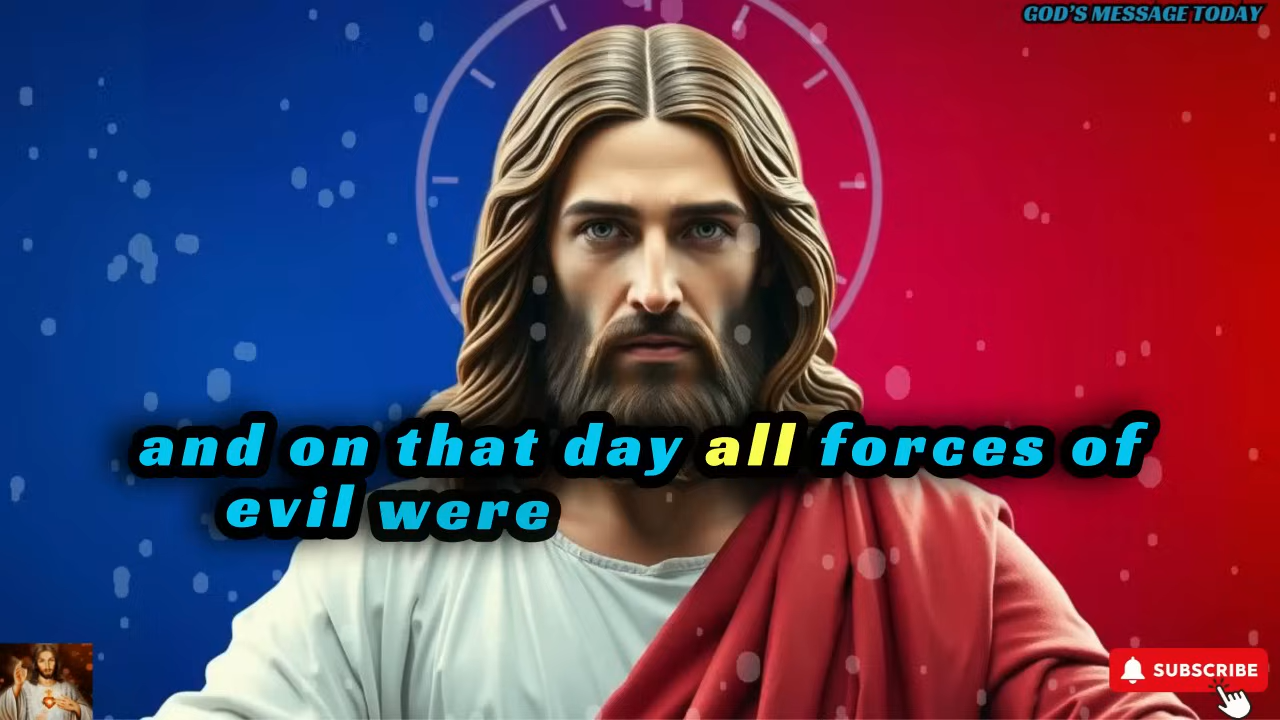 GOD'S MESSAGE TODAY
and on that day all forces of
evil were
SUBSCRIBE